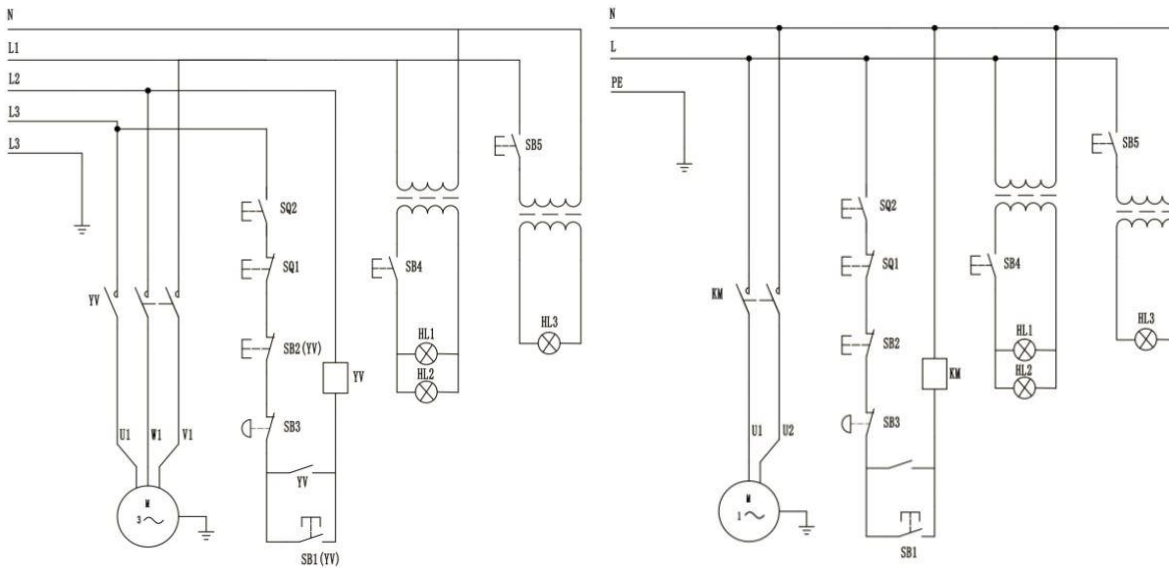 N
L1
L2
L3
L3
SB5
SQ2
SQ1
SB4
YV
HL3
HL1
SB2(YV)
YV
HL2
SB3
U1
W1
V1
YV
M
3
SB1(YV)
N
L
PE
SB5
SQ2
SQ1
SB4
KM
HL3
HL1
SB2
KM
HL2
SB3
U1
U2
M
1
SB1